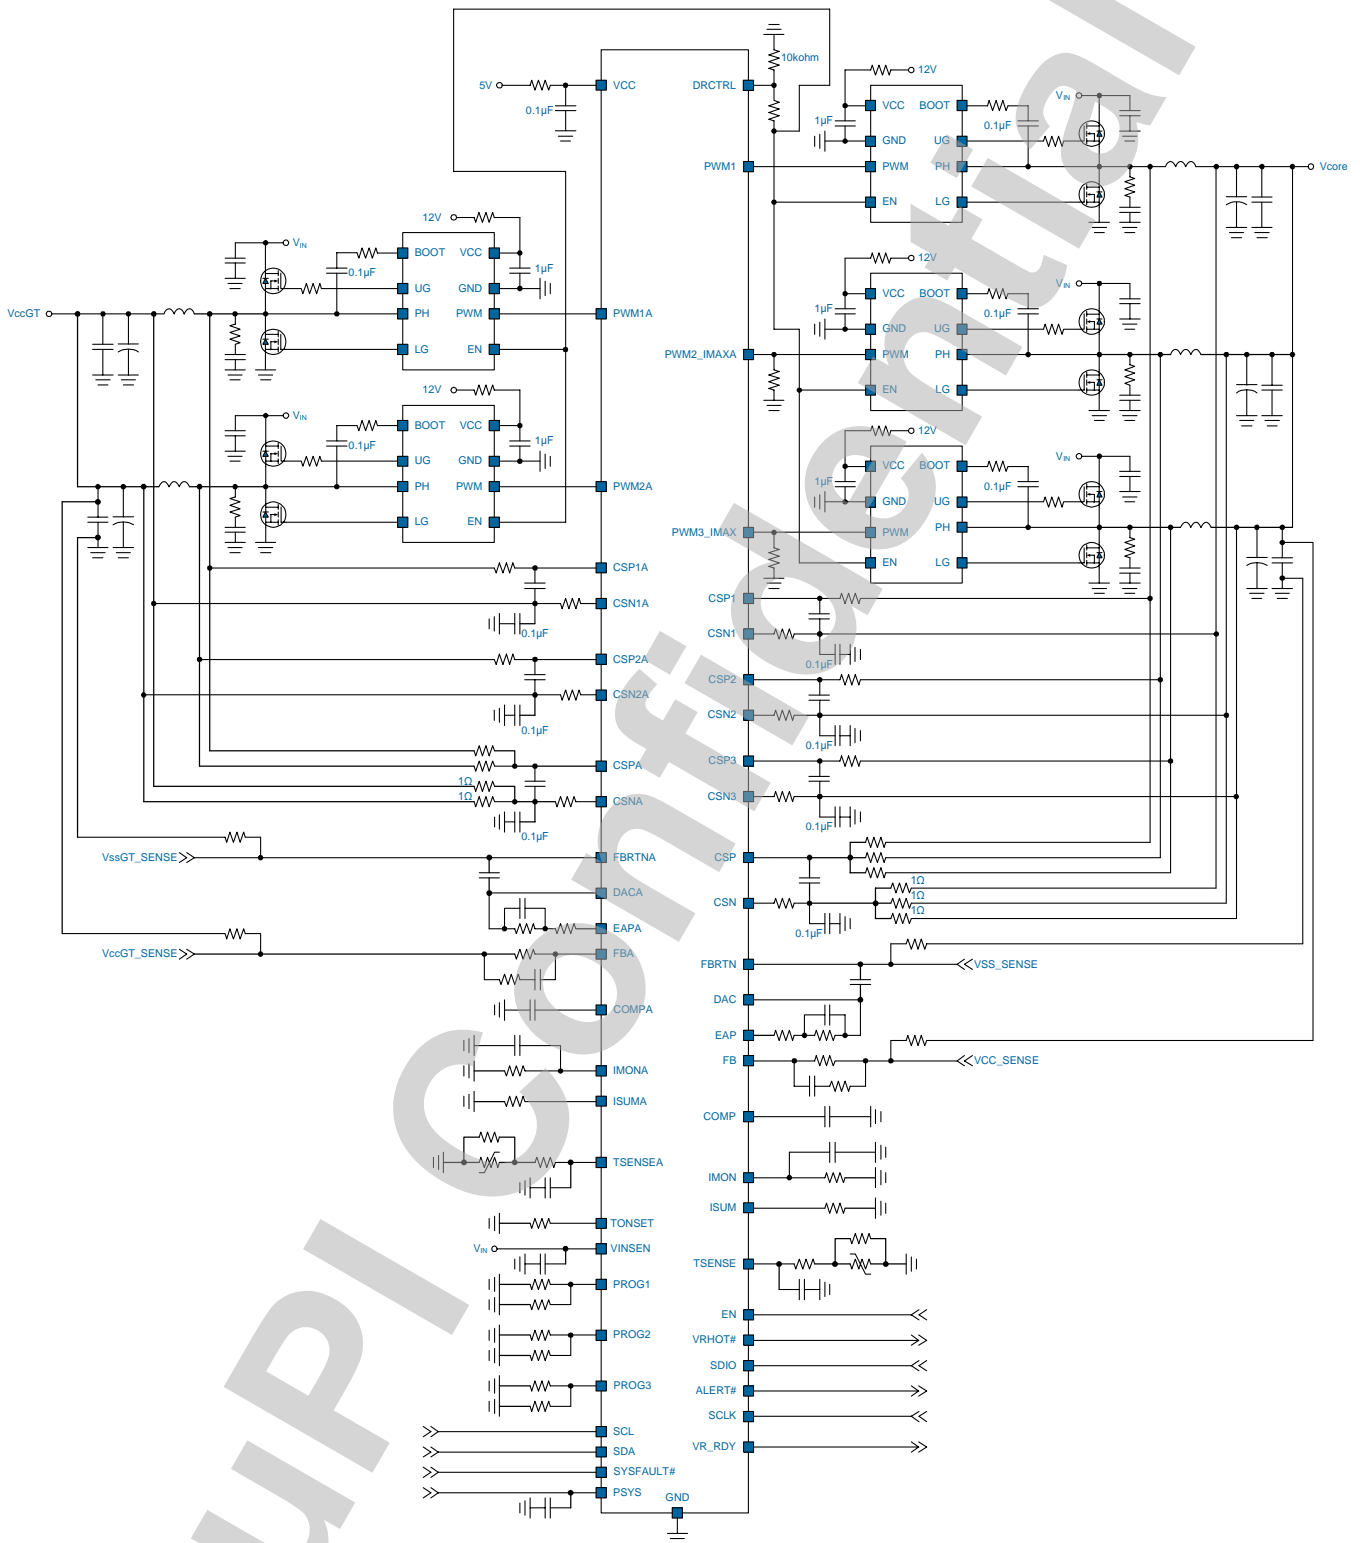 10kohm
5V
VCC
0.1µF
DRCTRL
12V
VCC
BOOT
1µF
0.1µF
GND
UG
PWM1
PWM
PH
EN
LG
VIN
Vcore
12V
VIN
BOOT
VCC
0.1µF
1µF
UG
GND
VccGT
PH
PWM
PWM1A
LG
EN
12V
VCC
BOOT
1µF
0.1µF
GND
UG
PWM2_IMAXA
PWM
PH
EN
LG
VIN
12V
VIN
BOOT
VCC
0.1µF
1µF
UG
GND
PH
PWM
PWM2A
LG
EN
12V
VCC
BOOT
1µF
0.1µF
GND
UG
PWM3_IMAX
PWM
PH
EN
LG
VIN
CSP1A
CSN1A
0.1µF
CSP2A
CSN2A
0.1µF
CSPA
1Ω
1Ω
CSNA
0.1µF
VssGT_SENSE
FBRTNA
DACA
EAPA
VccGT_SENSE
FBA
COMPA
IMONA
ISUMA
TSENSEA
TONSET
VIN
VINSEN
PROG1
PROG2
PROG3
SCL
SDA
SYSFAULT#
PSYS
GND
CSP1
CSN1
0.1µF
CSP2
CSN2
0.1µF
CSP3
CSN3
0.1µF
CSP
1Ω
CSN
1Ω
1Ω
0.1µF
FBRTN
VSS_SENSE
DAC
EAP
FB
VCC_SENSE
COMP
IMON
ISUM
TSENSE
EN
VRHOT#
SDIO
ALERT#
SCLK
VR_RDY
uPI Confidential